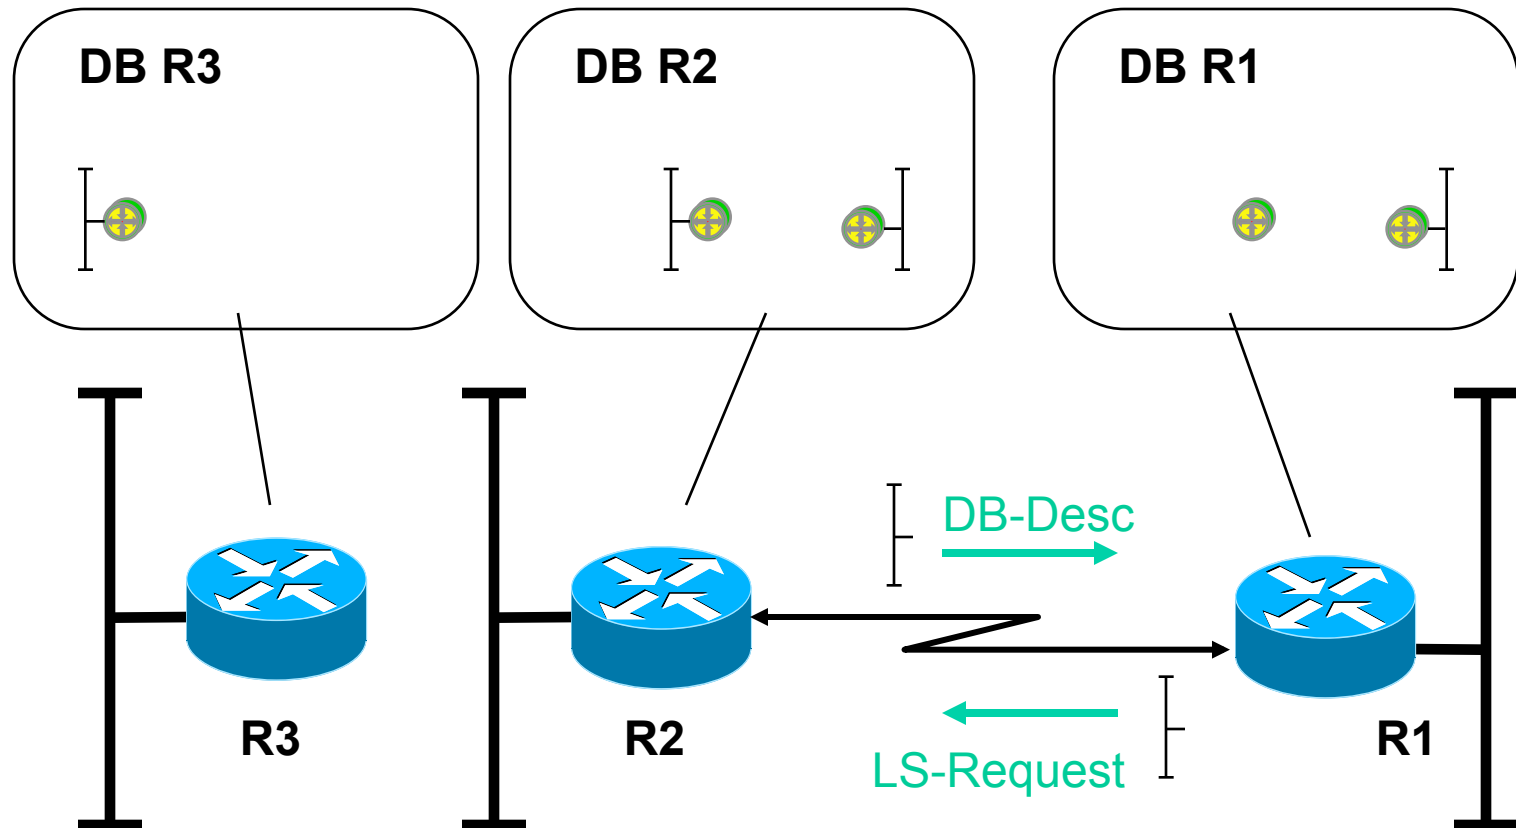 DB R3
DB R2
DB R1
DB-Desc
R3
R2
R1
LS-Request